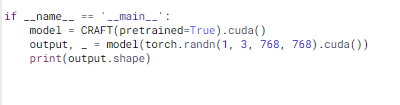 if __name__ == '__main__':
    model = CRAFT(pretrained=True).cuda()
    output, _ = model(torch.randn(1, 3, 768, 768).cuda())
    print(output.shape)